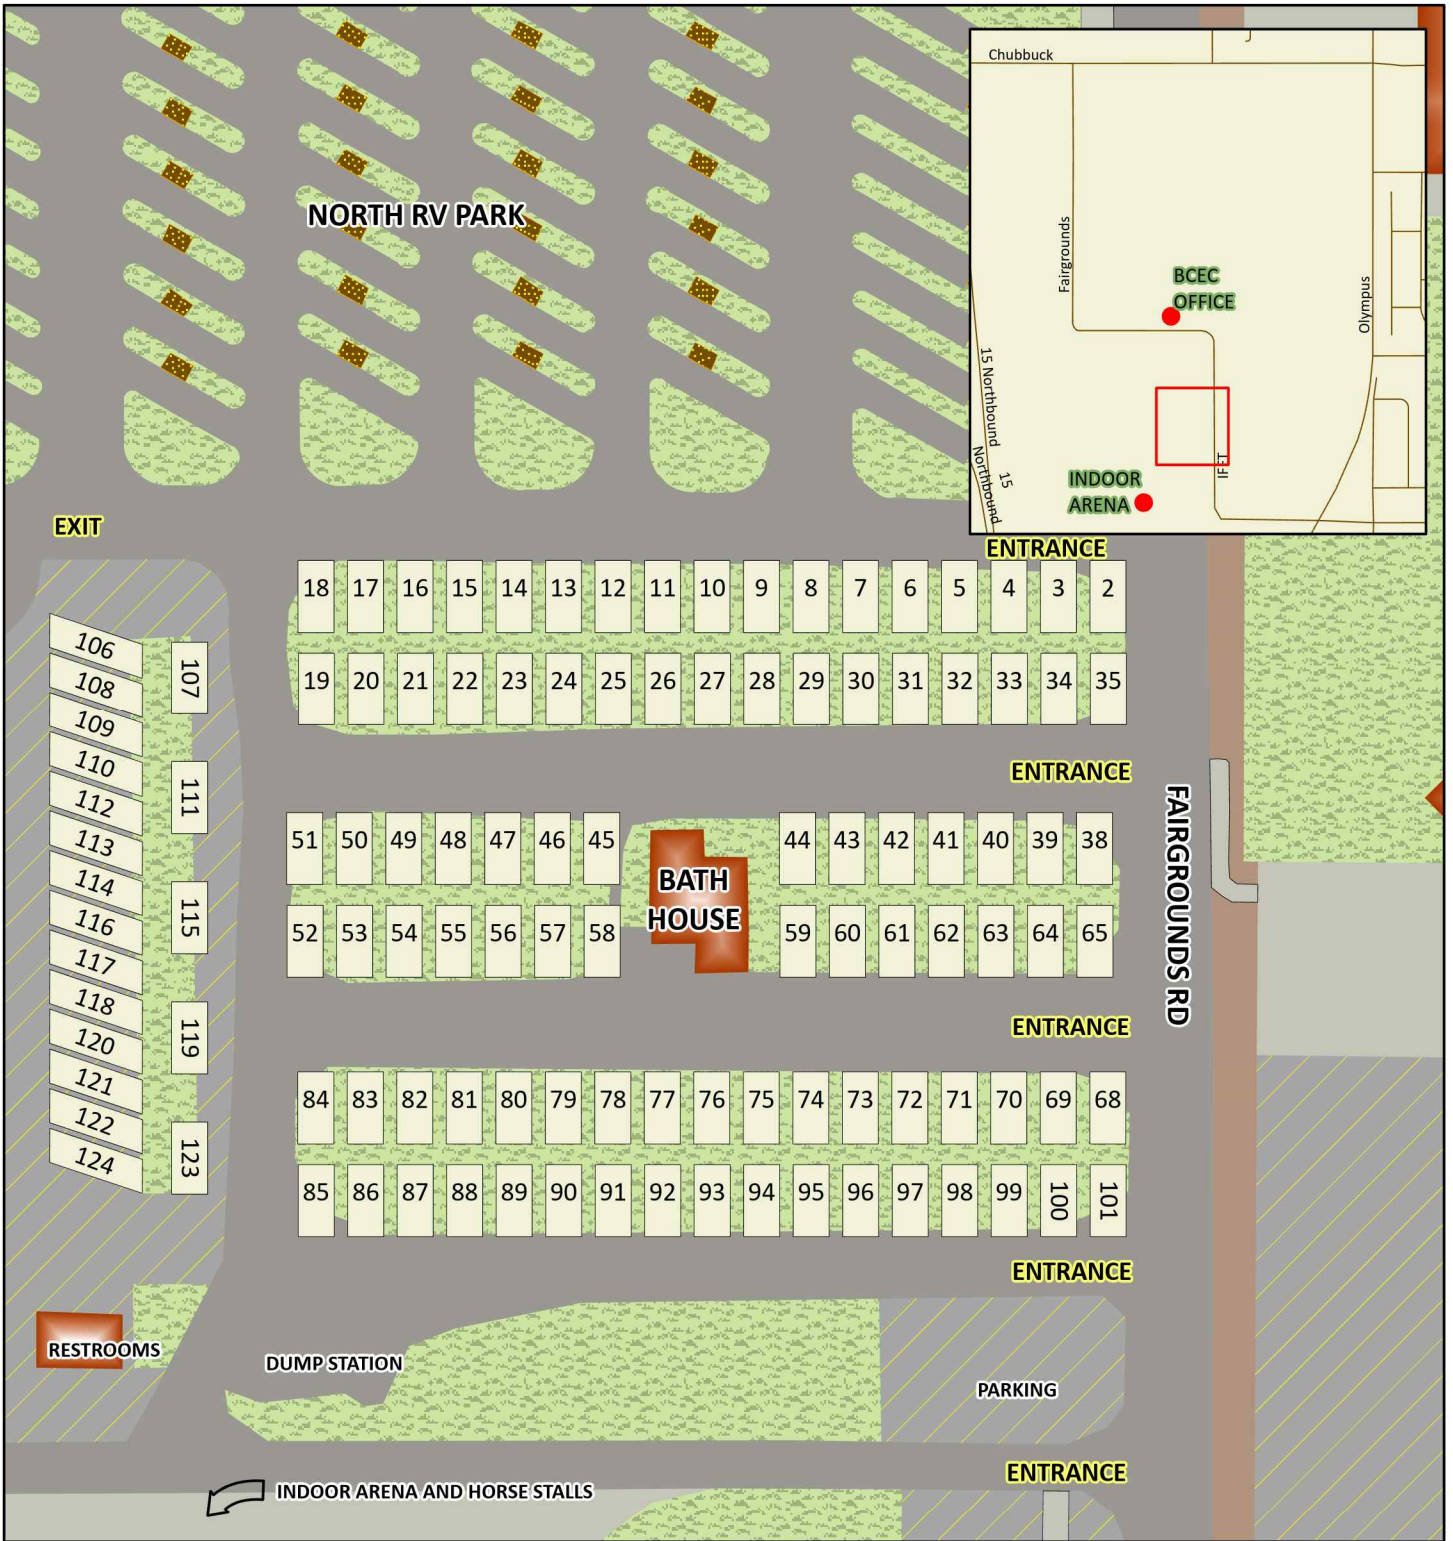 Chubbuck
Fairgrounds
BCEC
OFFICE
Olympus
15 Northbound
15
Northbound
IF-T
INDOOR
ARENA
NORTH RV PARK
EXIT
ENTRANCE
18 17 16 15 14 13 12 11 10 9 8 7 6 5 4 3 2
19 20 21 22 23 24 25 26 27 28 29 30 31 32 33 34 35
ENTRANCE
51 50 49 48 47 46 45 44 43 42 41 40 39 38
BATH
HOUSE
52 53 54 55 56 57 58 59 60 61 62 63 64 65
FAIRGROUNDS RD
ENTRANCE
84 83 82 81 80 79 78 77 76 75 74 73 72 71 70 69 68
85 86 87 88 89 90 91 92 93 94 95 96 97 98 99 100 101
ENTRANCE
106
107
108
109
110
111
112
113
114
115
116
117
118
119
120
121
122
123
124
RESTROOMS
DUMP STATION
PARKING
ENTRANCE
INDOOR ARENA AND HORSE STALLS